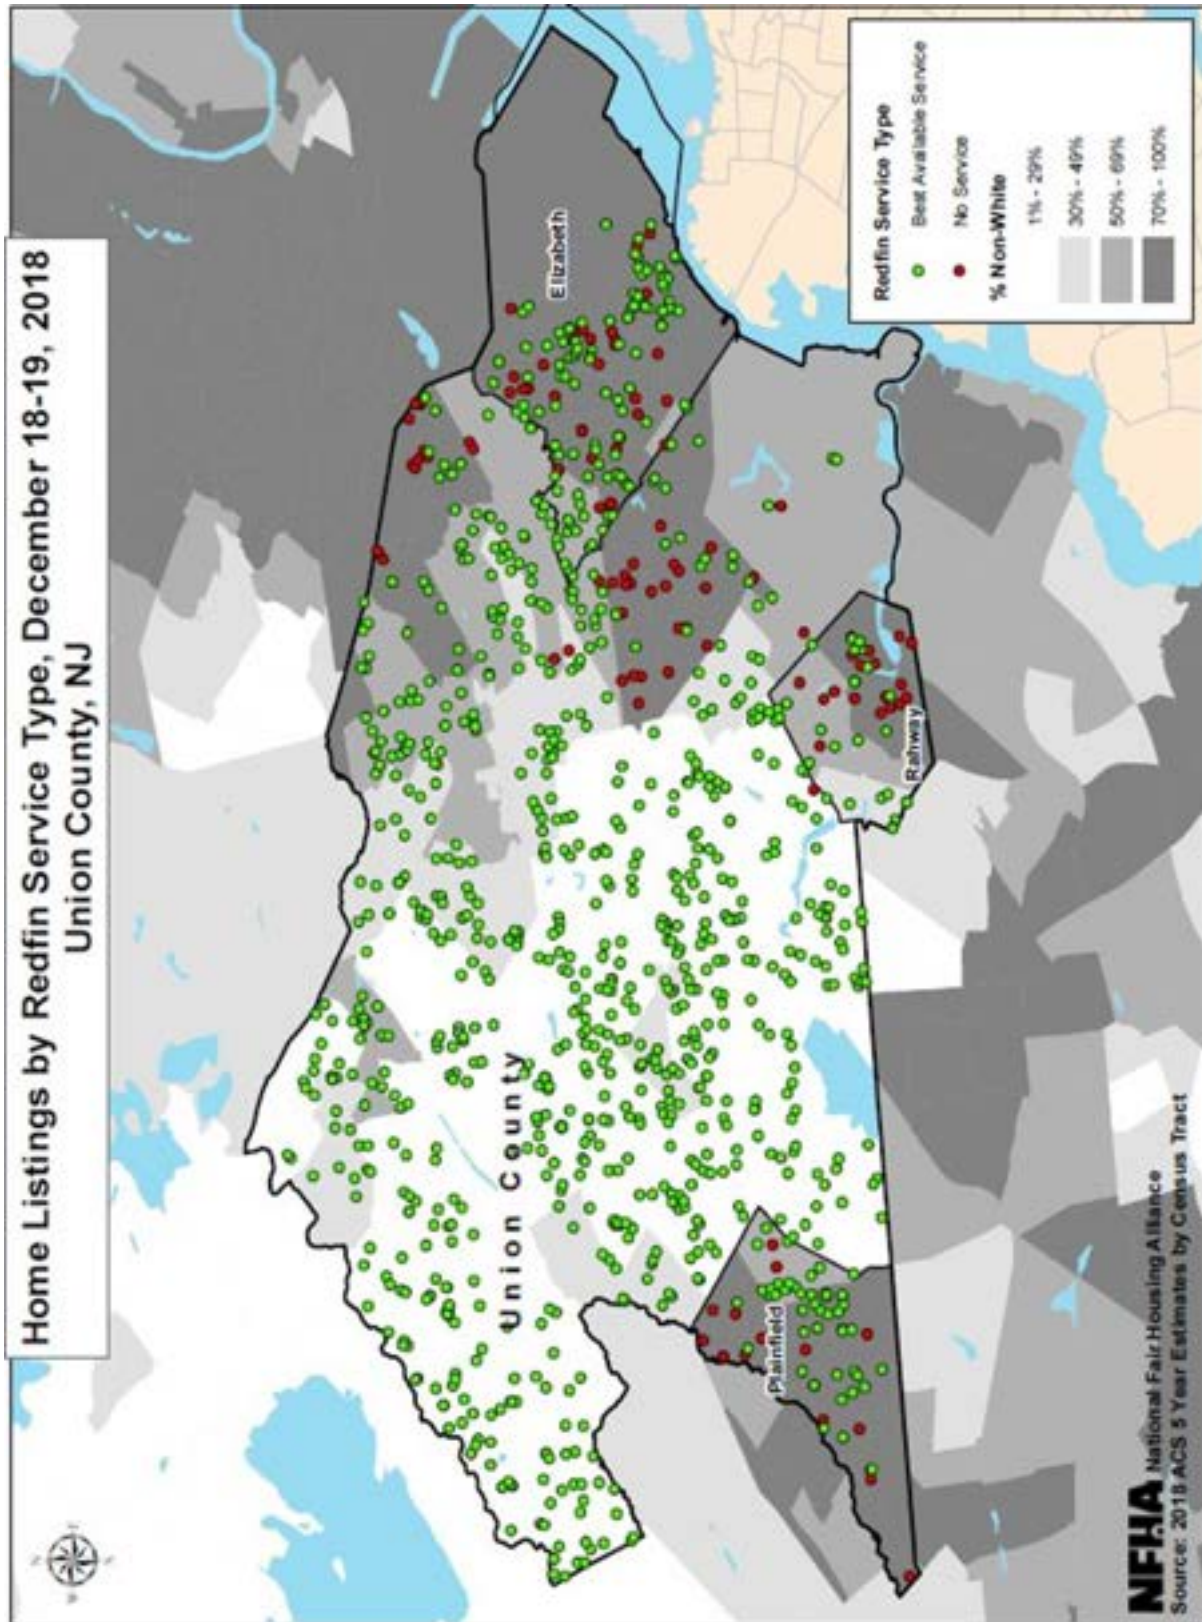 Home Listings by Redfin Service Type, December 18-19, 2018
Union County, NJ
N
W
E
S
Elizabeth
Union County
Rahway
Plainfield
Redfin Service Type
Best Available Service
No Service
% Non-White
1% - 29%
30% - 49%
50% - 69%
70% - 100%
NFHA National Fair Housing Alliance
Source: 2018 ACS 5 Year Estimates by Census Tract